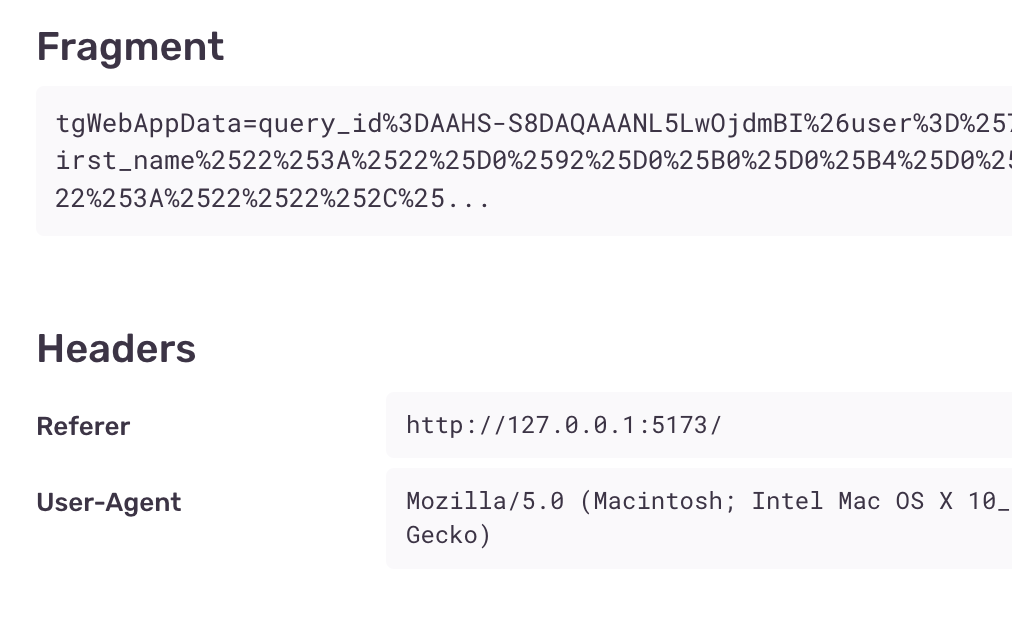 Fragment
tgWebAppData=query_id%3DAAHS-S8DAQAAANL5LwOjdmBI%26user%3D%257
irst_name%2522%253A%2522%25D0%2592%25D0%25B0%25D0%25B4%25D0%25
22%253A%2522%2522%252C%25...
Headers
Referer
http://127.0.0.1:5173/
User-Agent
Mozilla/5.0 (Macintosh; Intel Mac OS X 10_
Gecko)